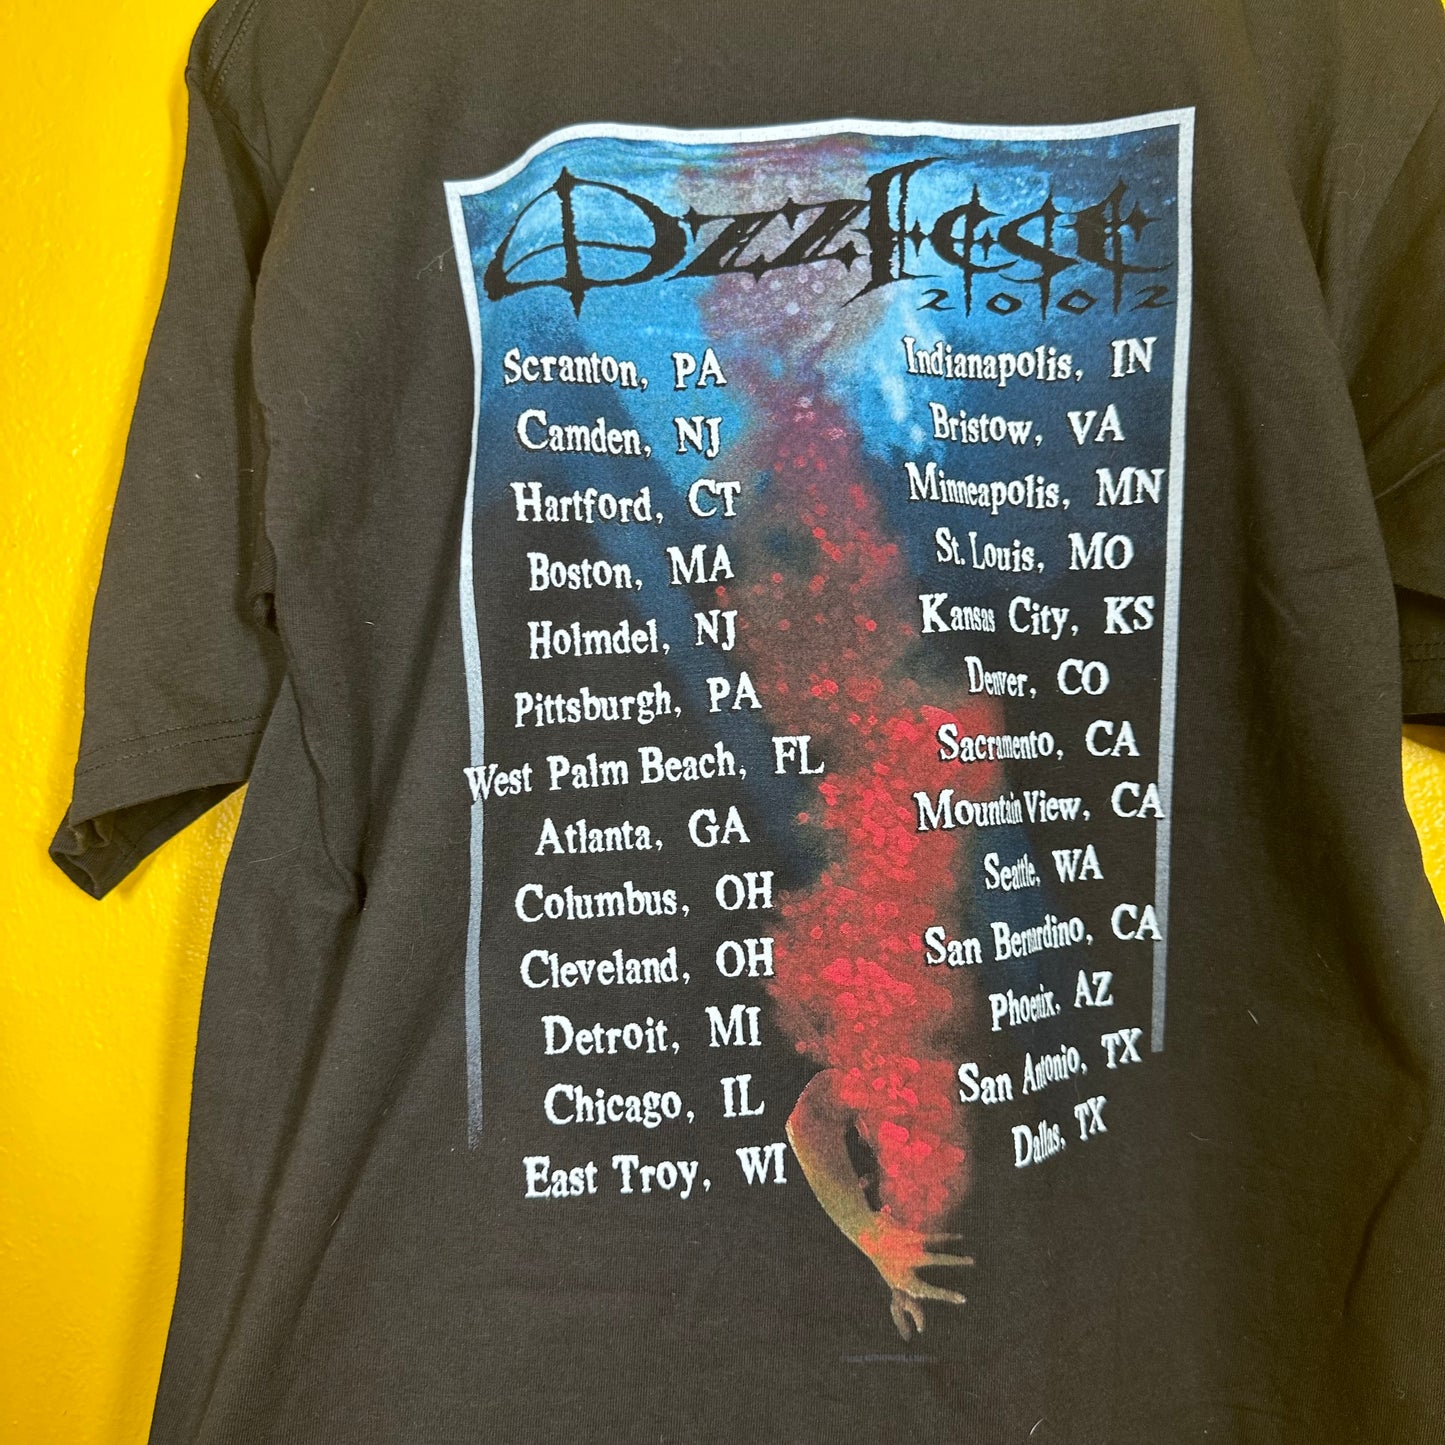 Ozzfest
2002
Scranton, PA
Camden, NJ
Hartford, CT
Boston, MA
Holmdel, NJ
Pittsburgh, PA
West Palm Beach, FL
Atlanta, GA
Columbus, OH
Cleveland, OH
Detroit, MI
Chicago, IL
East Troy, WI
Indianapolis, IN
Bristow, VA
Minneapolis, MN
St. Louis, MO
Kansas City, KS
Denver, CO
Sacramento, CA
Mountain View, CA
Seattle, WA
San Bernardino, CA
Phoenix, AZ
San Antonio, TX
Dallas, TX